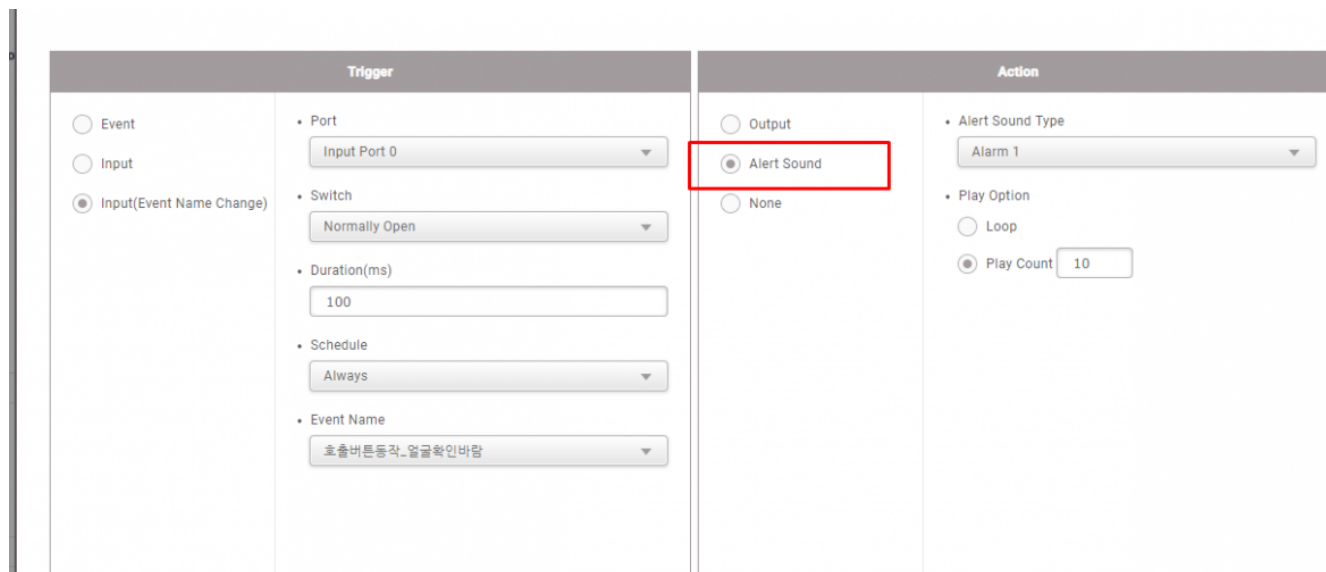 Trigger
Event
Input
Input(Event Name Change)
• Port
Input Port 0
• Switch
Normally Open
• Duration(ms)
100
• Schedule
Always
• Event Name
호출버튼동작_얼굴확인바람
Action
Output
Alert Sound
None
• Alert Sound Type
Alarm 1
• Play Option
Loop
Play Count 10